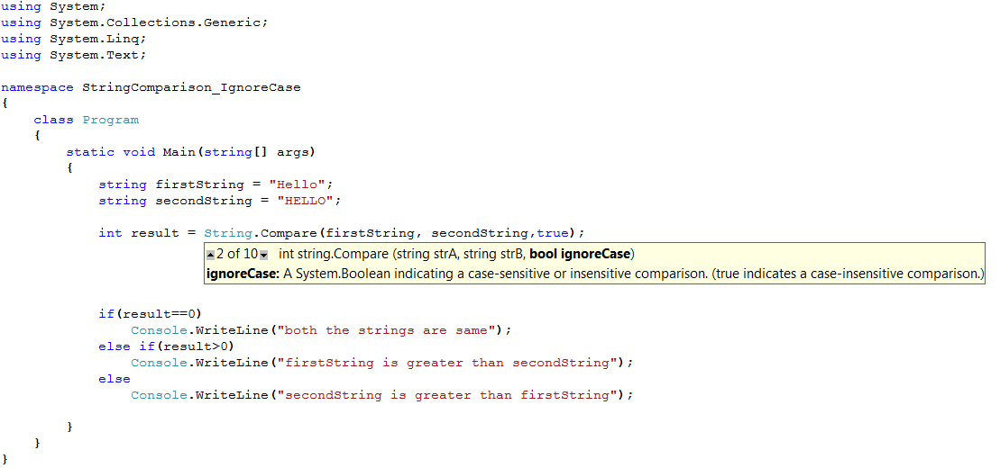 using System;
using System.Collections.Generic;
using System.Linq;
using System.Text;
namespace StringComparison_IgnoreCase
{
class Program
{
static void Main(string[] args)
{
string firstString = "Hello";
string secondString = "HELLO";
int result = String.Compare(firstString, secondString,true);
2 of 10 int string.Compare (string strA, string strB, bool ignoreCase)
ignoreCase: A System.Boolean indicating a case-sensitive or insensitive comparison. (true indicates a case-insensitive comparison.)
if(result==0)
Console.WriteLine("both the strings are same");
else if(result>0)
Console.WriteLine("firstString is greater than secondString");
else
Console.WriteLine("secondString is greater than firstString");
}
}
}